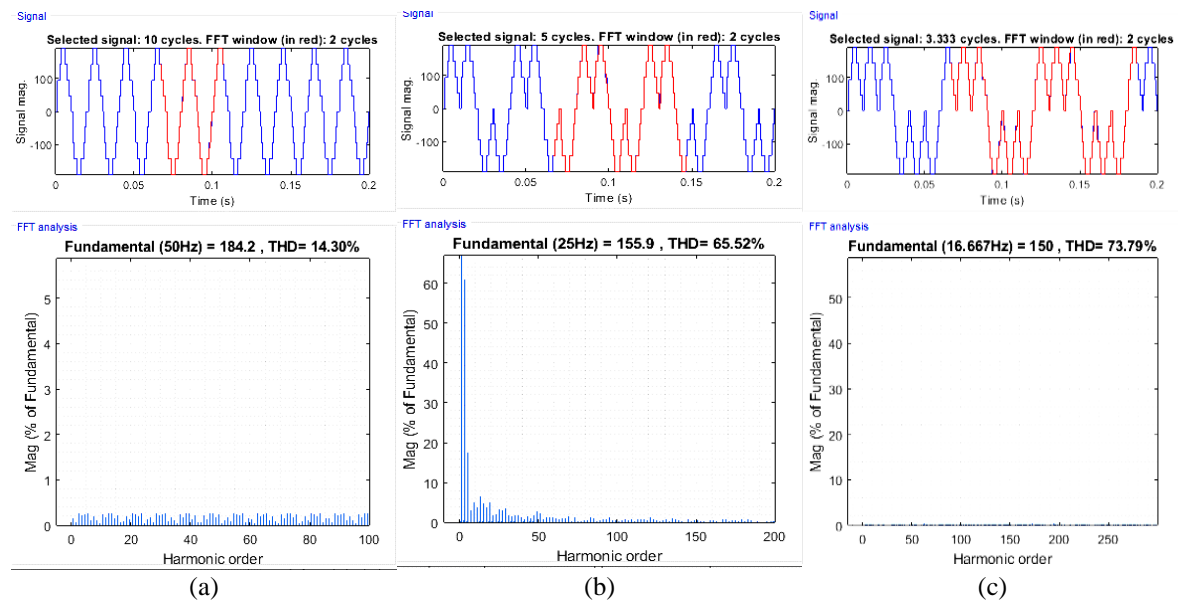 Signal
Selected signal: 10 cycles. FFT window (in red): 2 cycles
Signal mag.
100
0
-100
0 0.05 0.1 0.15 0.2
Time (s)
FFT analysis
Fundamental (50Hz) = 184.2 , THD= 14.30%
Mag (% of Fundamental)
5
4
3
2
1
0
0 20 40 60 80 100
Harmonic order
(a)
Signal
Selected signal: 5 cycles. FFT window (in red): 2 cycles
Signal mag.
100
0
-100
0 0.05 0.1 0.15 0.2
Time (s)
FFT analysis
Fundamental (25Hz) = 155.9 , THD= 65.52%
Mag (% of Fundamental)
60
50
40
30
20
10
0
0 50 100 150 200
Harmonic order
(b)
Signal
Selected signal: 3.333 cycles. FFT window (in red): 2 cycles
Signal mag.
100
0
-100
0 0.05 0.1 0.15 0.2
Time (s)
FFT analysis
Fundamental (16.667Hz) = 150 , THD= 73.79%
Mag (% of Fundamental)
50
40
30
20
10
0
0 50 100 150 200 250
Harmonic order
(c)